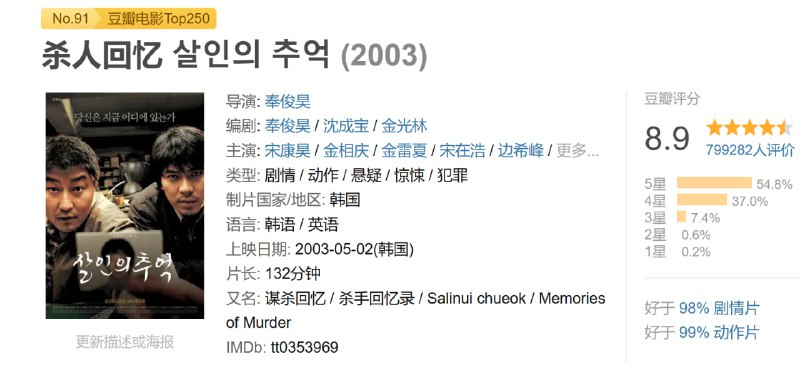 No.91 豆瓣电影Top250
杀人回忆 살인의 추억 (2003)
당신은 지금 어디에 있는가
살인의 추억
更新描述或海报
导演: 奉俊昊
编剧: 奉俊昊 / 沈成宝 / 金光林
主演: 宋康昊 / 金相庆 / 金雷夏 / 宋在浩 / 边希峰 / 更多...
类型: 剧情 / 动作 / 悬疑 / 惊悚 / 犯罪
制片国家/地区: 韩国
语言: 韩语 / 英语
上映日期: 2003-05-02(韩国)
片长: 132分钟
又名: 谋杀回忆 / 杀手回忆录 / Salinui chueok / Memories
of Murder
IMDb: tt0353969
豆瓣评分
8.9
799282人评价
5星 54.8%
4星 37.0%
3星 7.4%
2星 0.6%
1星 0.2%
好于 98% 剧情片
好于 99% 动作片